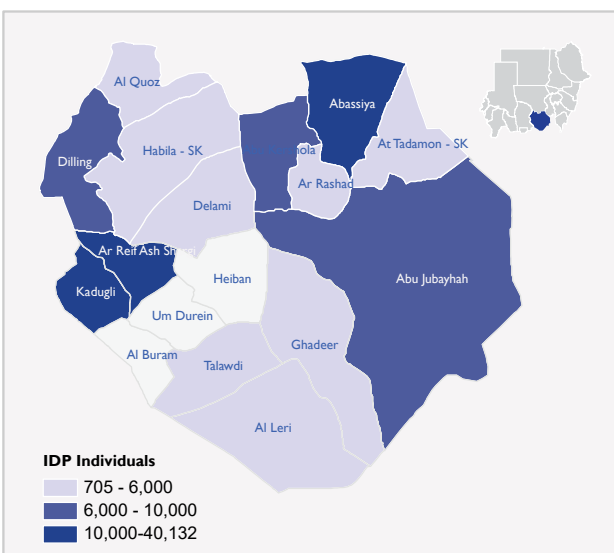 Al Quoz
Abassiya
Habila - SK
At Tadamon - SK
Dilling
Ar Rashad
Delami
Ar Reif Ash
Heiban
Abu Jubayhah
Kadugli
Um Durein
Ghadeer
Al Buram
Talawdi
Al Leri
IDP Individuals
705 - 6,000
6,000 - 10,000
10,000-40,132